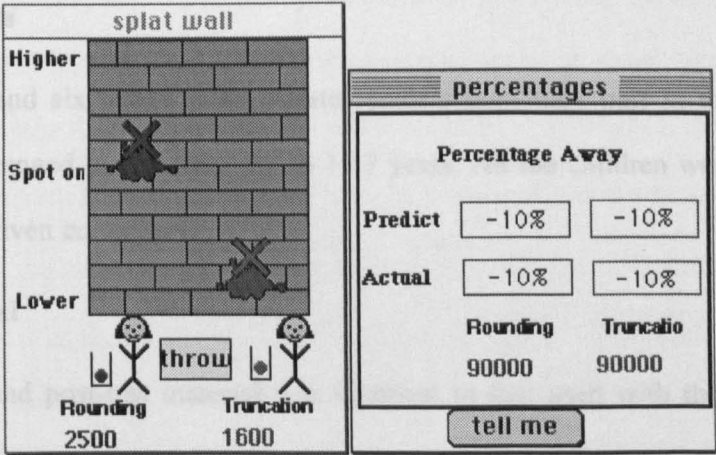 splat wall
Higher
Spot on
Lower
throw
Rounding Truncation
2500 1600
percentages
Percentage Away
Predict -10% -10%
Actual -10% -10%
Rounding Truncatio
90000 90000
tell me